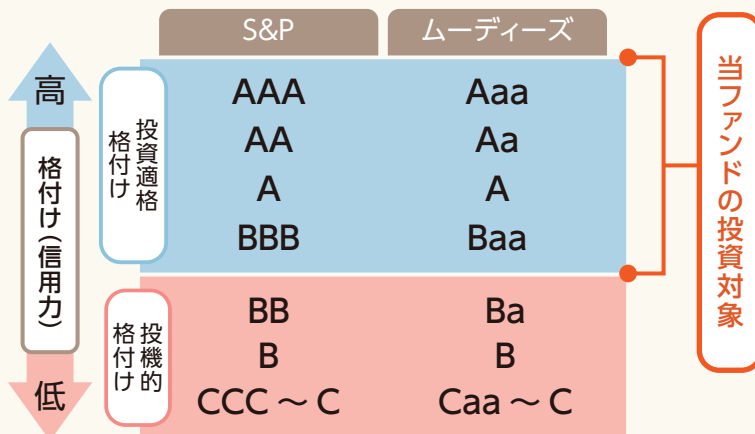 S&P ムーディーズ
高
格付け(信用力)
低
投資適格
格付け
AAA Aaa
AA Aa
A A
BBB Baa
投機的
格付け
BB Ba
B B
CCC ～ C Caa ～ C
当ファンドの投資対象